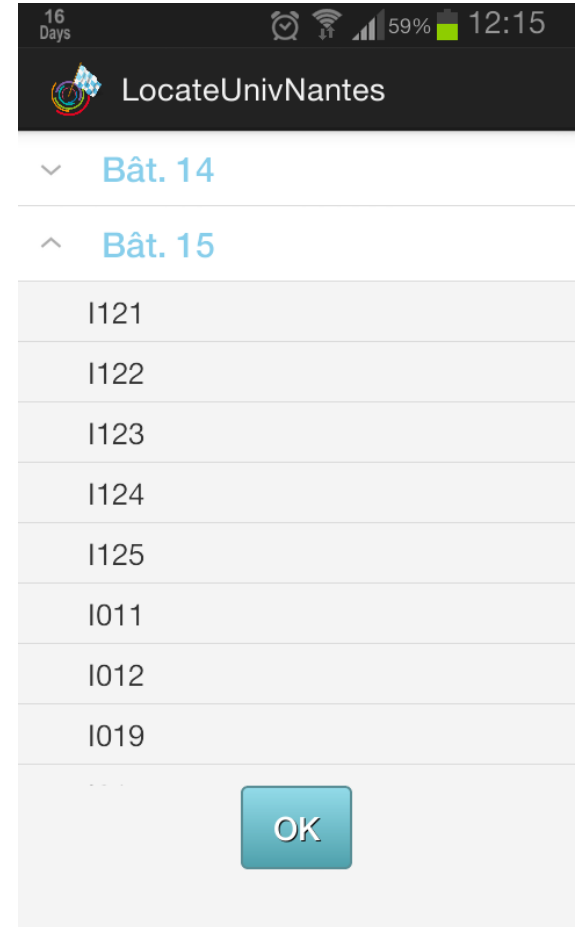 16
Days
59%
12:15
LocateUnivNantes
Bât. 14
Bât. 15
I121
I122
I123
I124
I125
I011
I012
I019
OK